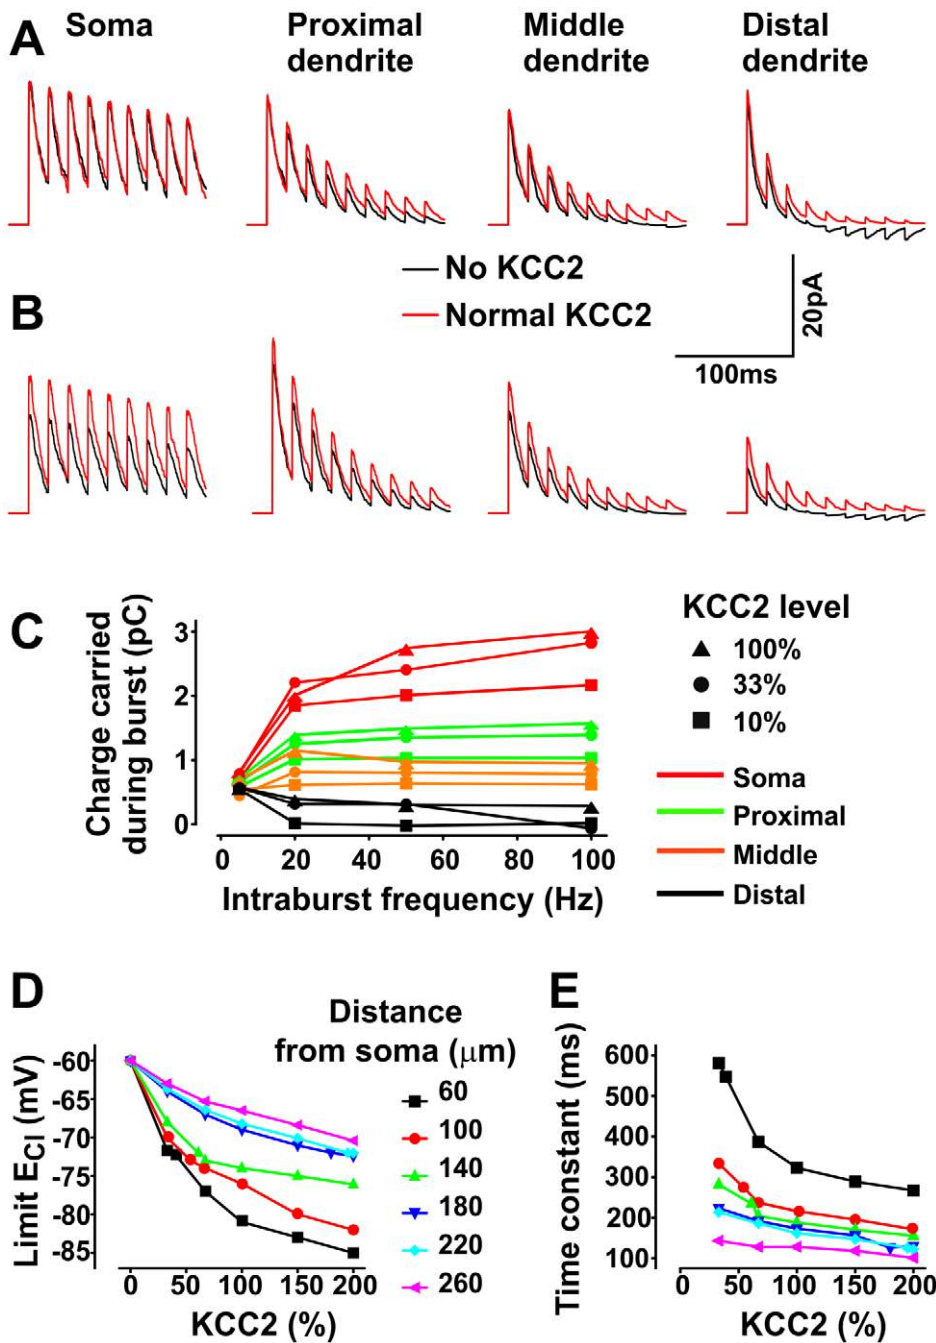 A
Soma
Proximal
dendrite
Middle
dendrite
Distal
dendrite
No KCC2
Normal KCC2
20pA
100ms
B
C
Charge carried
during burst (pC)
3
2
1
0
0
20
40
60
80
100
Intraburst frequency (Hz)
KCC2 level
100%
33%
10%
Soma
Proximal
Middle
Distal
D
Limit ECl (mV)
-60
-65
-70
-75
-80
-85
0
50
100
150
200
KCC2 (%)
Distance
from soma (μm)
60
100
140
180
220
260
E
Time constant (ms)
600
500
400
300
200
100
0
50
100
150
200
KCC2 (%)